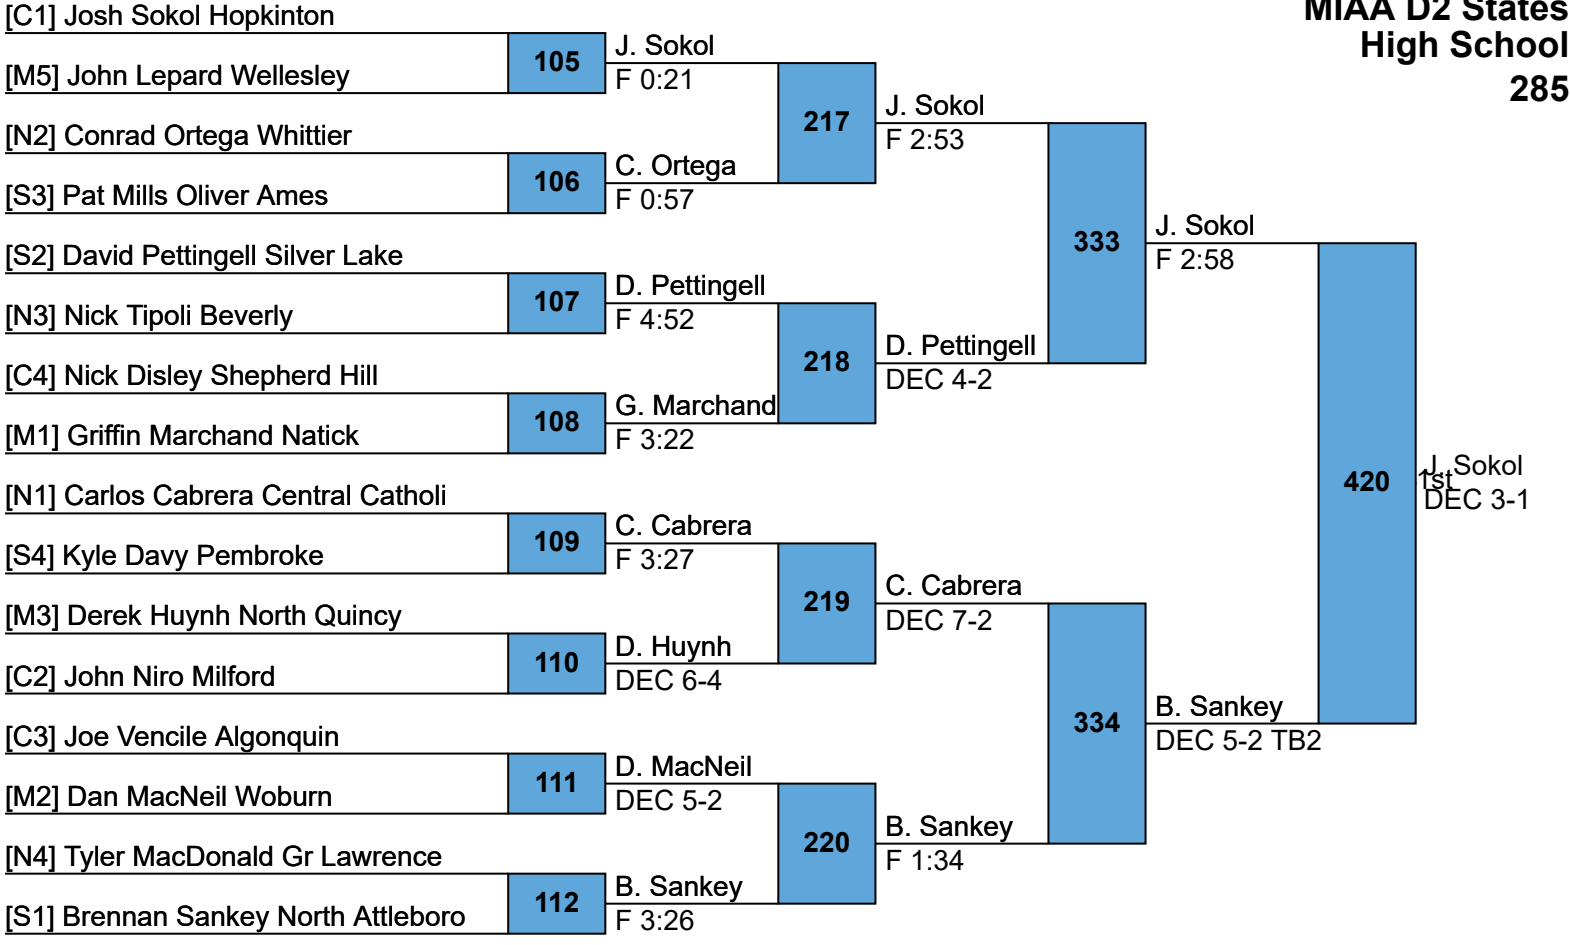 MIAA D2 States
High School
285
[C1] Josh Sokol Hopkinton
[M5] John Lepard Wellesley
[N2] Conrad Ortega Whittier
[S3] Pat Mills Oliver Ames
[S2] David Pettingell Silver Lake
[N3] Nick Tipoli Beverly
[C4] Nick Disley Shepherd Hill
[M1] Griffin Marchand Natick
[N1] Carlos Cabrera Central Catholi
[S4] Kyle Davy Pembroke
[M3] Derek Huynh North Quincy
[C2] John Niro Milford
[C3] Joe Vencile Algonquin
[M2] Dan MacNeil Woburn
[N4] Tyler MacDonald Gr Lawrence
[S1] Brennan Sankey North Attleboro
105
106
107
108
109
110
111
112
J. Sokol
F 0:21
C. Ortega
F 0:57
D. Pettingell
F 4:52
G. Marchand
F 3:22
C. Cabrera
F 3:27
D. Huynh
DEC 6-4
D. MacNeil
DEC 5-2
B. Sankey
F 3:26
217
218
219
220
J. Sokol
F 2:53
D. Pettingell
DEC 4-2
C. Cabrera
DEC 7-2
B. Sankey
F 1:34
333
334
J. Sokol
F 2:58
B. Sankey
DEC 5-2 TB2
420
J. Sokol
1st
DEC 3-1